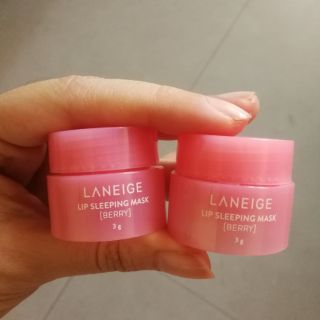 LANEIGE
LIP SLEEPING MASK
[BERRY]
3g
LANEIGE
LIP SLEEPING MASK
[BERRY]
3g